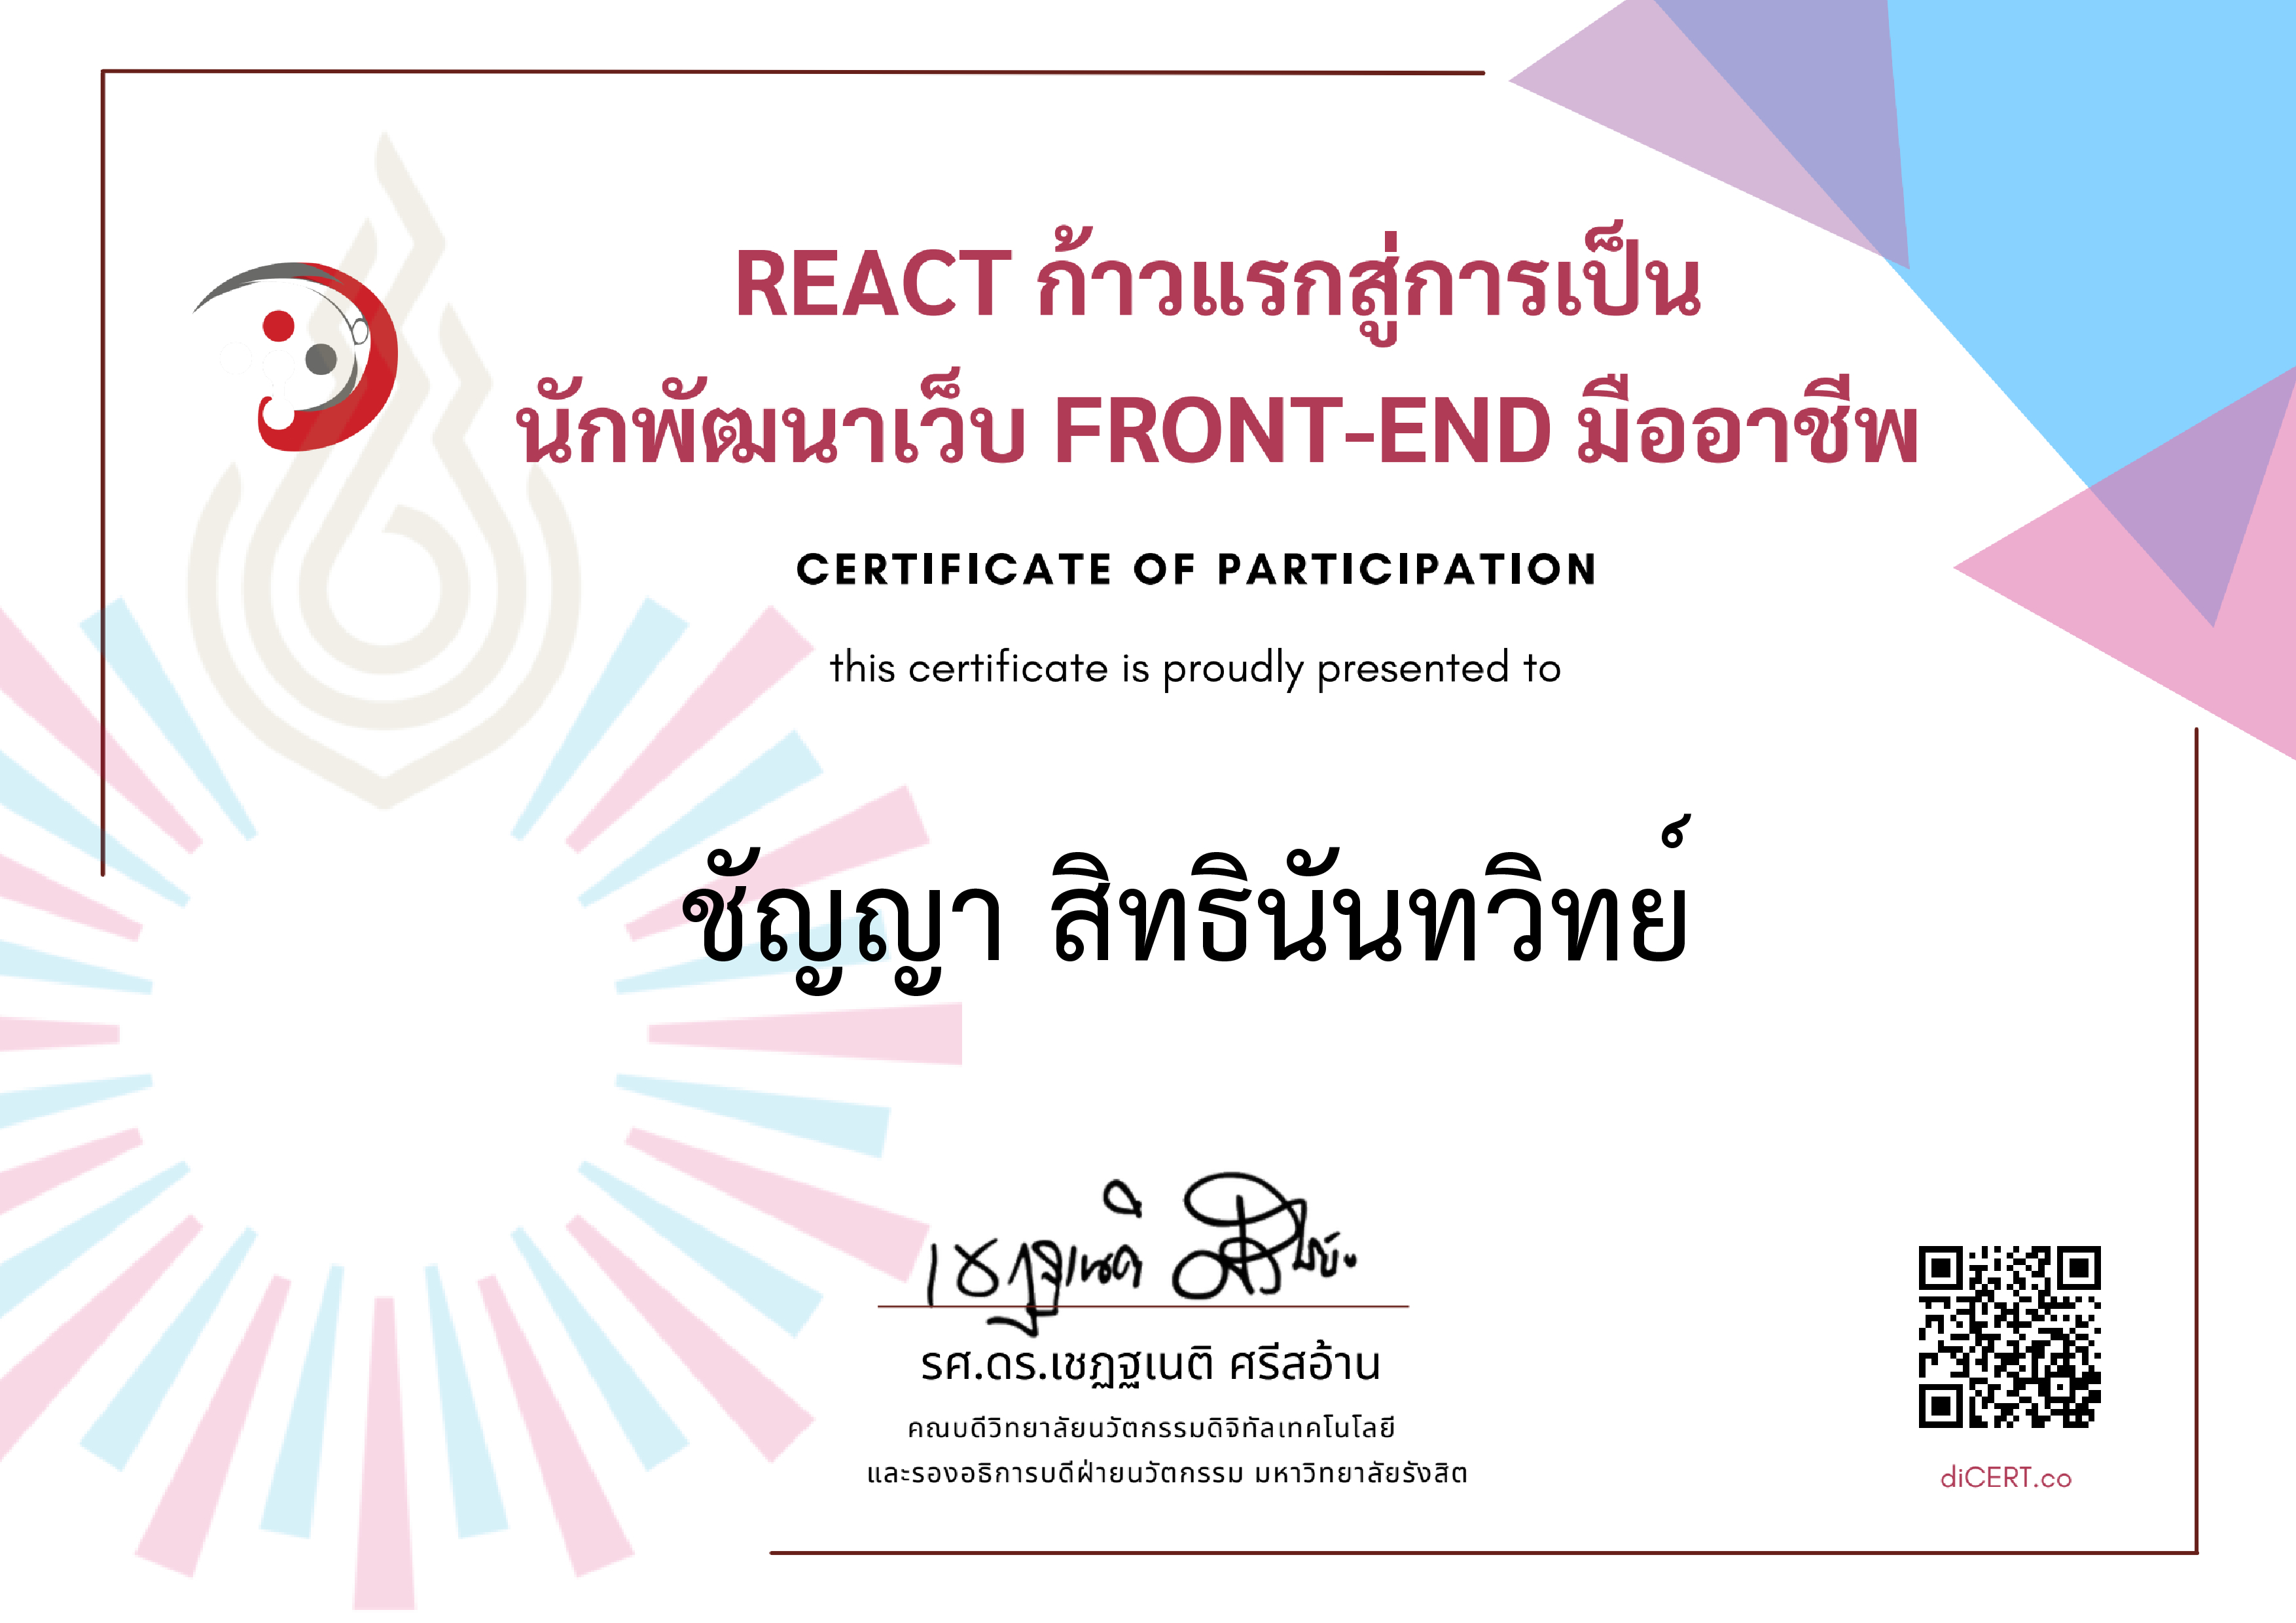 REACT ก้าวแรกสู่การเป็น
นักพัฒนาเว็บ FRONT-END มืออาชีพ
CERTIFICATE OF PARTICIPATION
this certificate is proudly presented to
ชัญญา สิทธินันทวิทย์
เชฏฐเนติ ศรีสอ้าน
รศ.ดร.เชฏฐเนติ ศรีสอ้าน
คณบดีวิทยาลัยนวัตกรรมดิจิทัลเทคโนโลยี
และรองอธิการบดีฝ่ายนวัตกรรม มหาวิทยาลัยรังสิต
diCERT.co